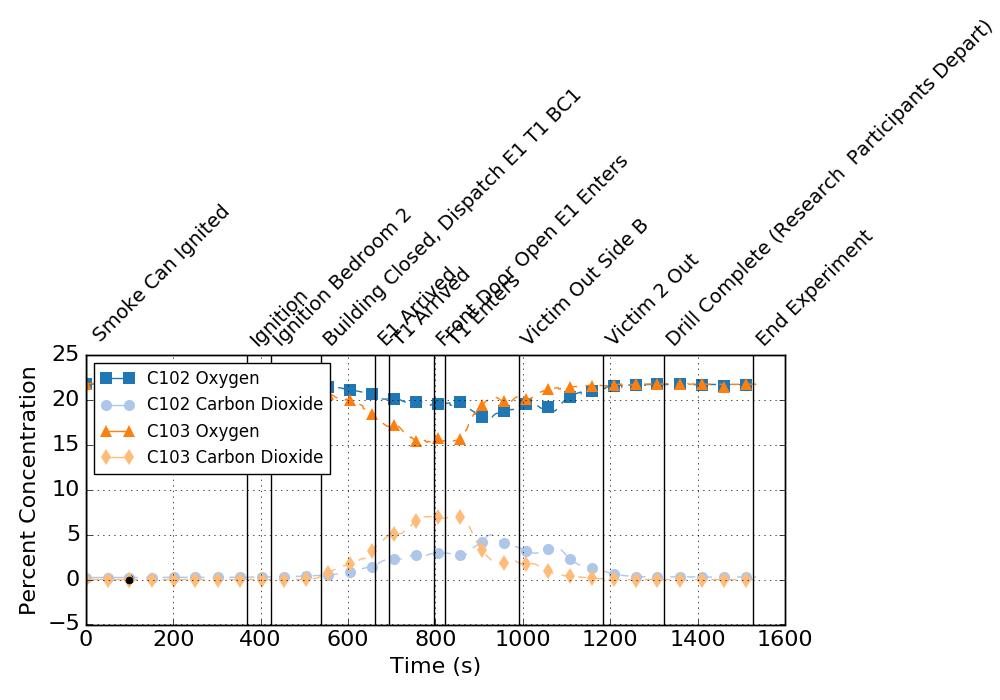 Smoke Can Ignited
Ignition
Ignition Bedroom 2
Building Closed, Dispatch E1 T1 BC1
E1 Arrived
T1 Arrived
Front Door Open E1 Enters
T1 Enters
Victim Out Side B
Victim 2 Out
Drill Complete (Research  Participants Depart)
End Experiment
25
20
15
10
5
0
−5
Percent Concentration
C102 Oxygen
C102 Carbon Dioxide
C103 Oxygen
C103 Carbon Dioxide
0 200 400 600 800 1000 1200 1400 1600
Time (s)